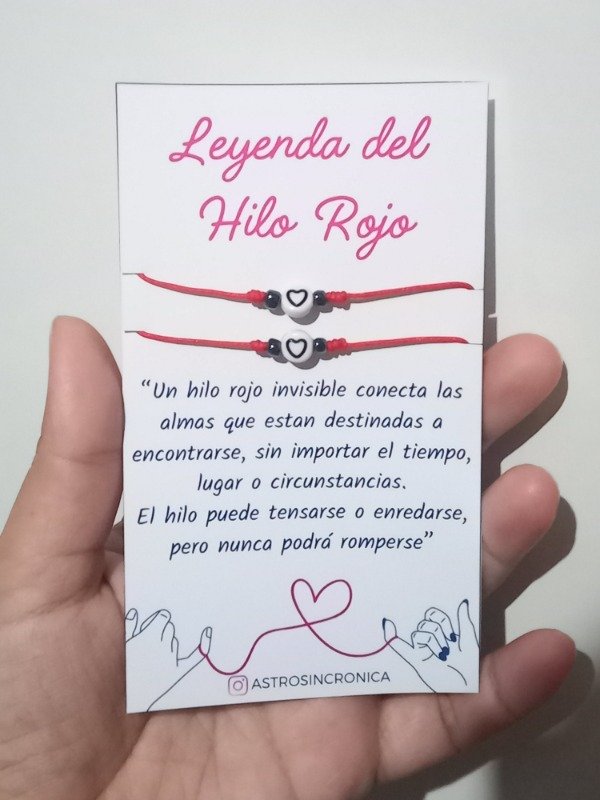 Leyenda del
Hilo Rojo
“Un hilo rojo invisible conecta las
almas que estan destinadas a
encontrarse, sin importar el tiempo,
lugar o circunstancias.
El hilo puede tensarse o enredarse,
pero nunca podrá romperse”
ASTROSINCRONICA